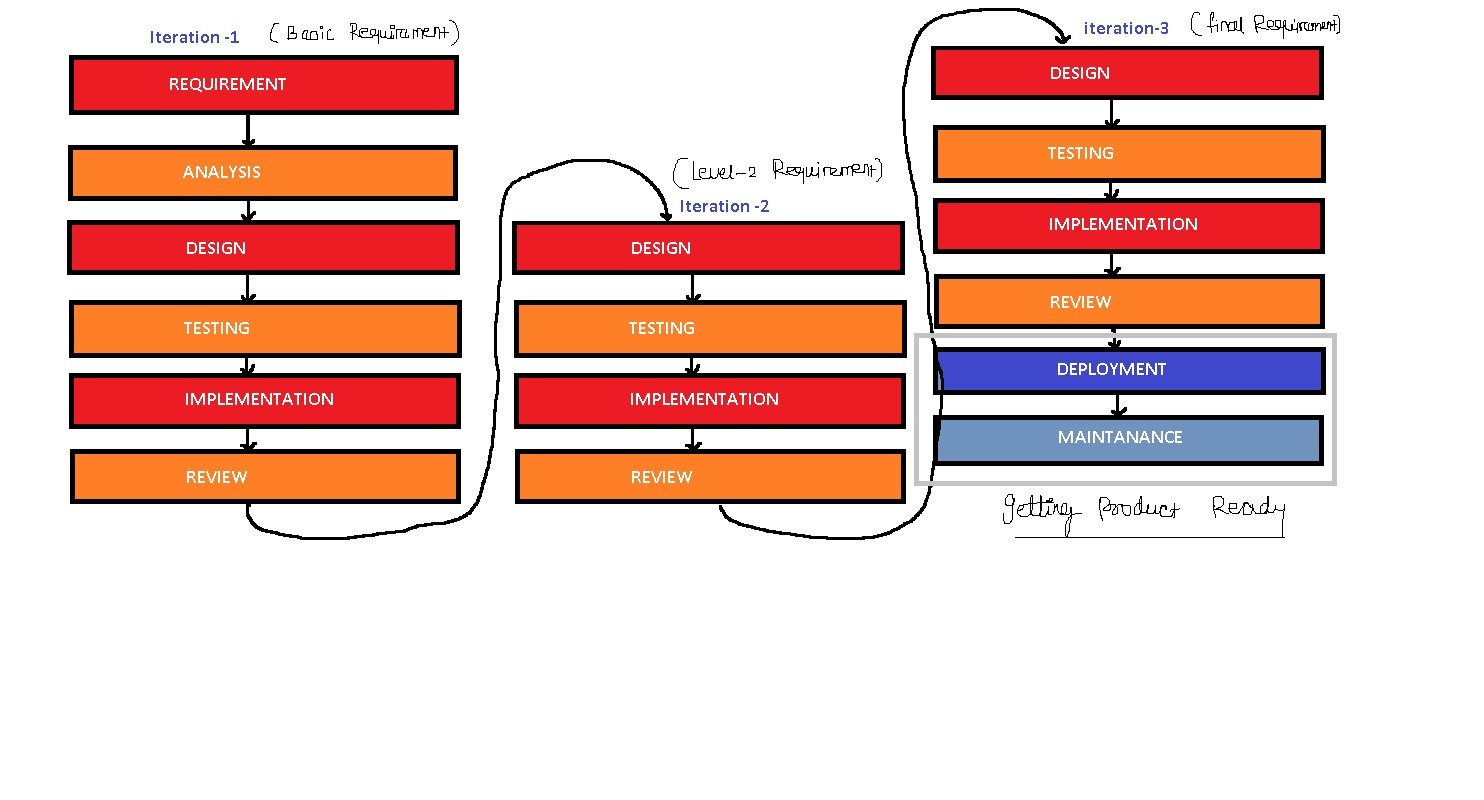 Iteration -1 (Basic Requirement)
REQUIREMENT
ANALYSIS
DESIGN
TESTING
IMPLEMENTATION
REVIEW
(Level-2 Requirement)
Iteration -2
DESIGN
TESTING
IMPLEMENTATION
REVIEW
iteration-3 (final Requirement)
DESIGN
TESTING
IMPLEMENTATION
REVIEW
DEPLOYMENT
MAINTANANCE
Getting Product Ready